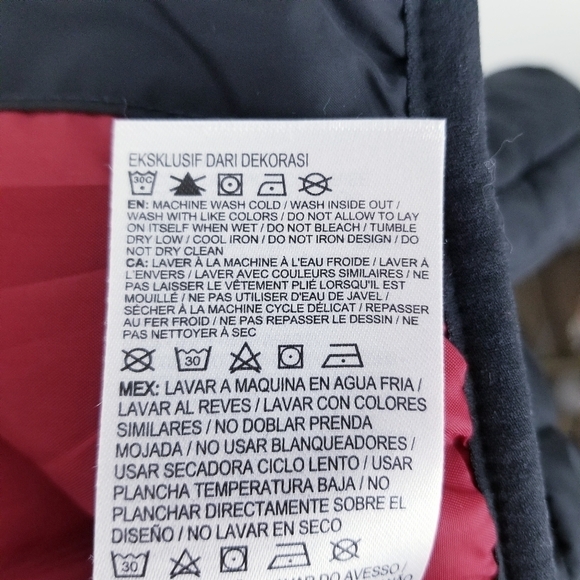 EKSKLUSIF DARI DEKORASI
30C
EN: MACHINE WASH COLD / WASH INSIDE OUT /
WASH WITH LIKE COLORS / DO NOT ALLOW TO LAY
ON ITSELF WHEN WET / DO NOT BLEACH / TUMBLE
DRY LOW / COOL IRON / DO NOT IRON DESIGN / DO
NOT DRY CLEAN
CA: LAVER À LA MACHINE À L'EAU FROIDE / LAVER À
L'ENVERS / LAVER AVEC COULEURS SIMILAIRES / NE
PAS LAISSER LE VÊTEMENT PLIÉ LORSQU'IL EST
MOUILLÉ / NE PAS UTILISER D'EAU DE JAVEL /
SÉCHER À LA MACHINE CYCLE DÉLICAT / REPASSER
AU FER FROID / NE PAS REPASSER LE DESSIN / NE
PAS NETTOYER À SEC
30
MEX: LAVAR A MAQUINA EN AGUA FRIA /
LAVAR AL REVES / LAVAR CON COLORES
SIMILARES / NO DOBLAR PRENDA
MOJADA / NO USAR BLANQUEADORES /
USAR SECADORA CICLO LENTO / USAR
PLANCHA TEMPERATURA BAJA / NO
PLANCHAR DIRECTAMENTE SOBRE EL
DISEÑO / NO LAVAR EN SECO
30
DO AVESSO /